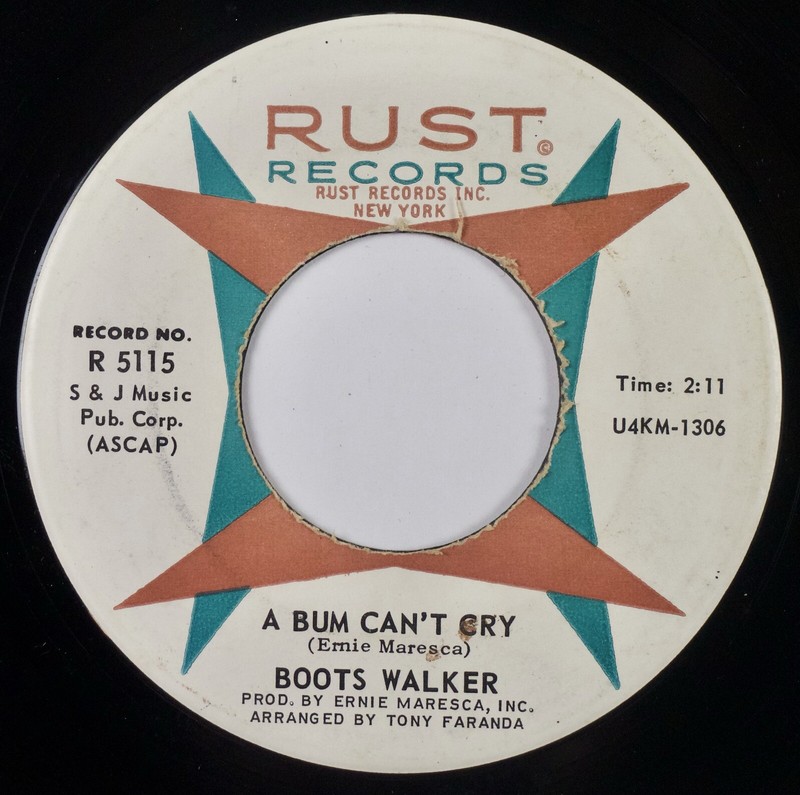 RUST ©
RECORDS
RUST RECORDS INC.
NEW YORK
RECORD NO.
R 5115
S & J Music
Pub. Corp.
(ASCAP)
Time: 2:11
U4KM-1306
A BUM CAN'T CRY
(Ernie Maresca)
BOOTS WALKER
PROD. BY ERNIE MARESCA, INC.
ARRANGED BY TONY FARANDA